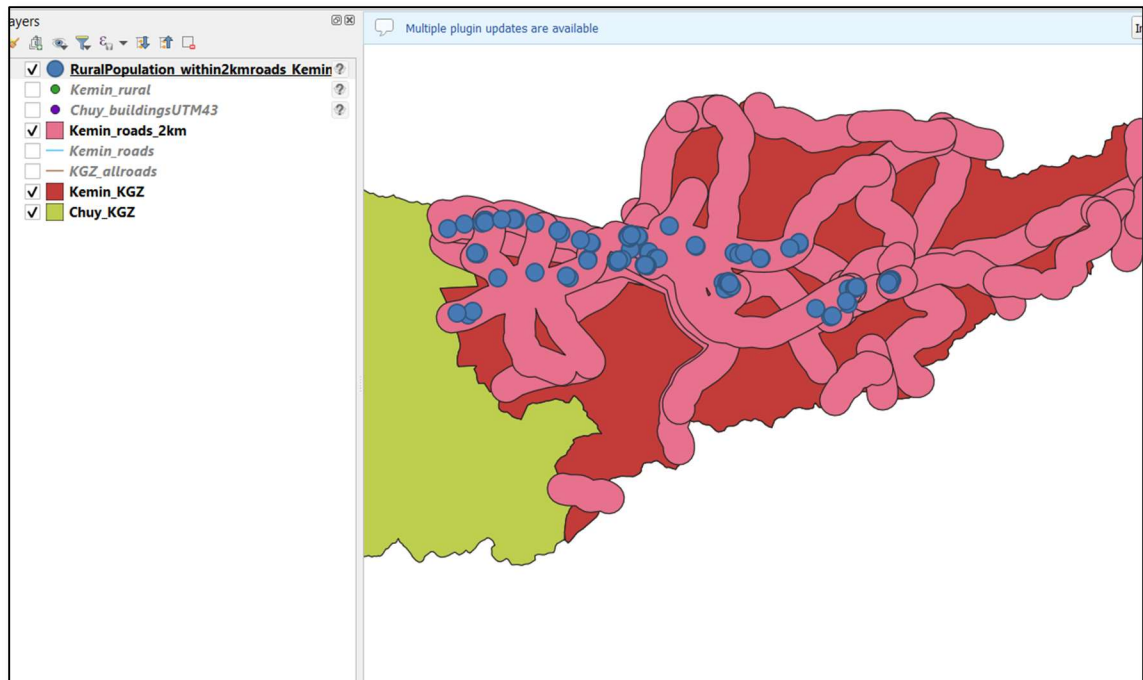 ayers
Multiple plugin updates are available
RuralPopulation_within2kmroads_Kemin
Kemin_rural
Chuy_buildingsUTM43
Kemin_roads_2km
Kemin_roads
KGZ_allroads
Kemin_KGZ
Chuy_KGZ